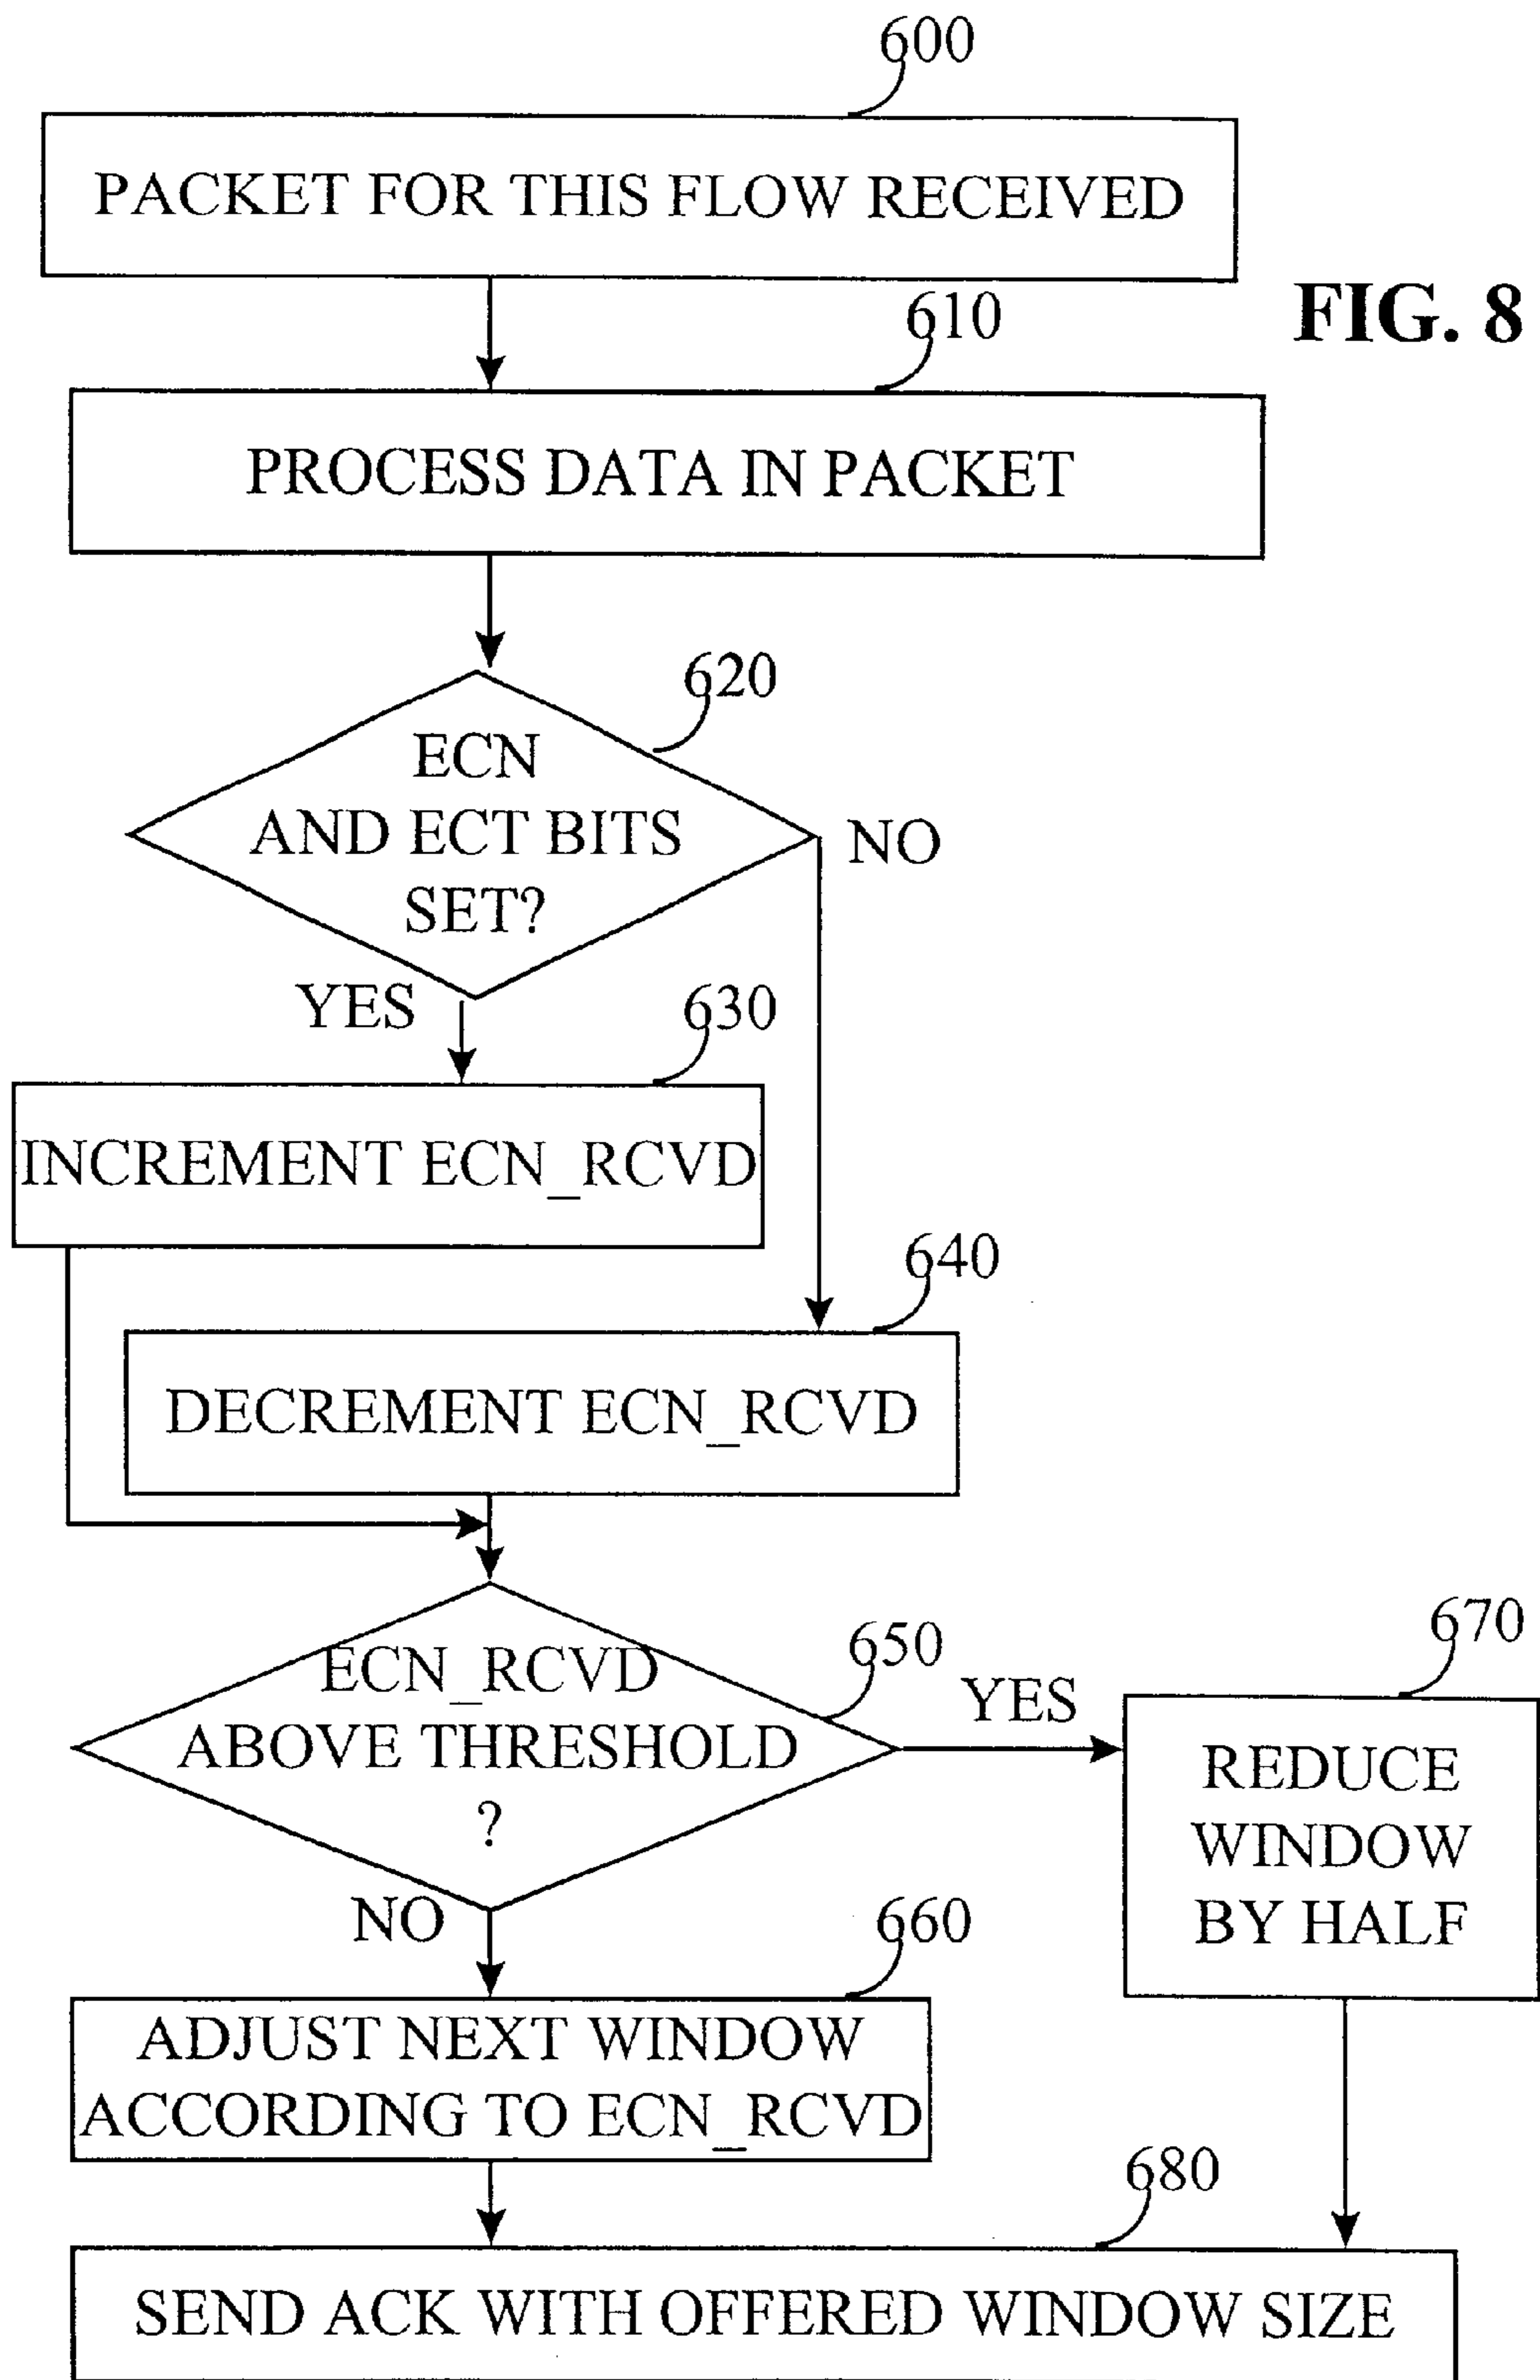 600
PACKET FOR THIS FLOW RECEIVED
FIG. 8
610
PROCESS DATA IN PACKET
620
ECN
AND ECT BITS
SET?
NO
YES
630
INCREMENT ECN_RCVD
640
DECREMENT ECN_RCVD
650
ECN_RCVD
ABOVE THRESHOLD
?
YES
670
REDUCE
WINDOW
BY HALF
NO
660
ADJUST NEXT WINDOW
ACCORDING TO ECN_RCVD
680
SEND ACK WITH OFFERED WINDOW SIZE